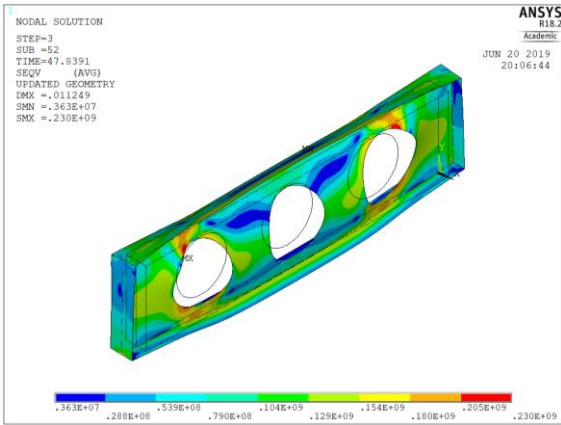 1
NODAL SOLUTION
STEP=3
SUB =52
TIME=47.8391
SEQV (AVG)
UPDATED GEOMETRY
DMX =.011249
SMN =.363E+07
SMX =.230E+09
ANSYS
R18.2
Academic
JUN 20 2019
20:06:44
MN
Y
X
MX
.363E+07 .539E+08 .104E+09 .154E+09 .205E+09
.288E+08 .790E+08 .129E+09 .180E+09 .230E+09